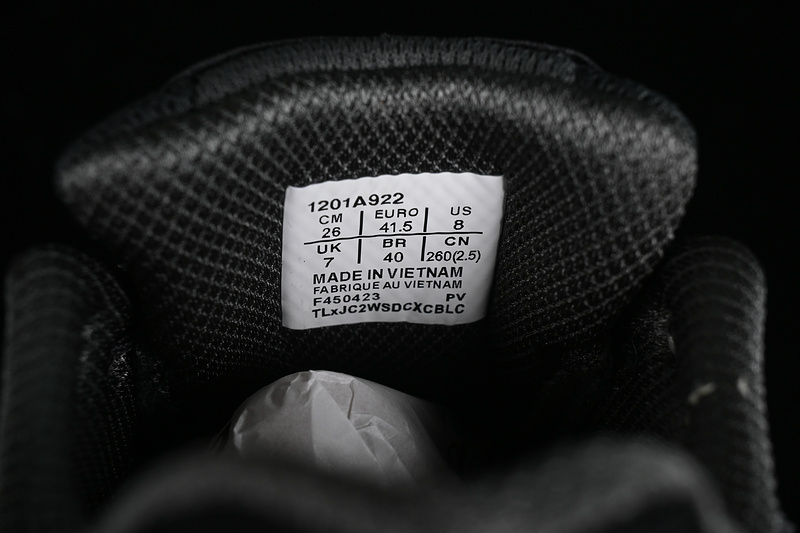 1201A922
CM EURO US
26 41.5 8
UK BR CN
7 40 260(2.5)
MADE IN VIETNAM
FABRIQUE AU VIETNAM
F450423 PV
TLxJC2WSDCXCBLC